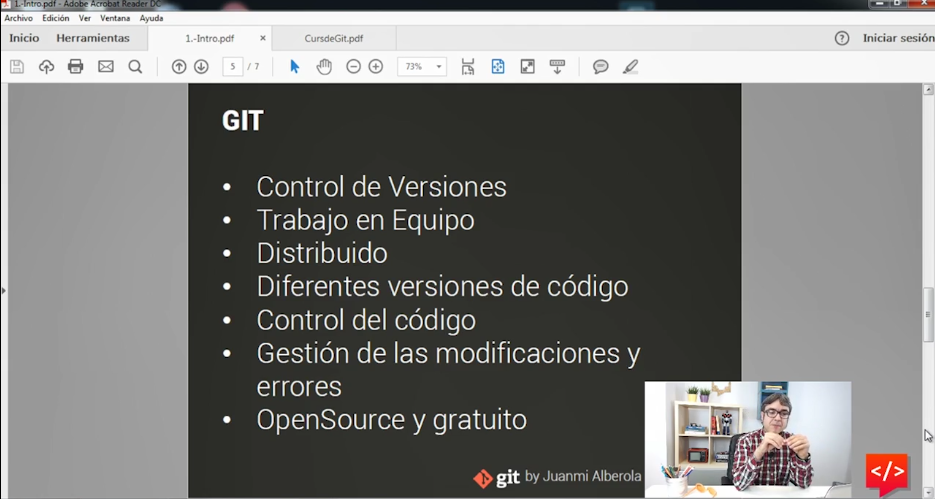 1.-Intro.pdf - Adobe Acrobat Reader DC
Archivo Edición Ver Ventana Ayuda
Inicio Herramientas 1.-Intro.pdf × CursdeGit.pdf ? Iniciar sesión
5 / 7 73%
GIT
• Control de Versiones
• Trabajo en Equipo
• Distribuido
• Diferentes versiones de código
• Control del código
• Gestión de las modificaciones y
errores
• OpenSource y gratuito
git by Juanmi Alberola
</>